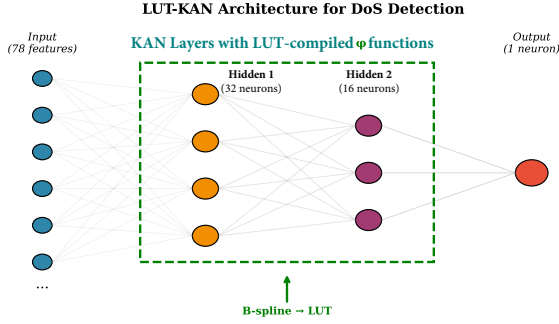 LUT-KAN Architecture for DoS Detection
Input
(78 features)
KAN Layers with LUT-compiled φ functions
Output
(1 neuron)
Hidden 1
(32 neurons)
Hidden 2
(16 neurons)
...
B-spline → LUT